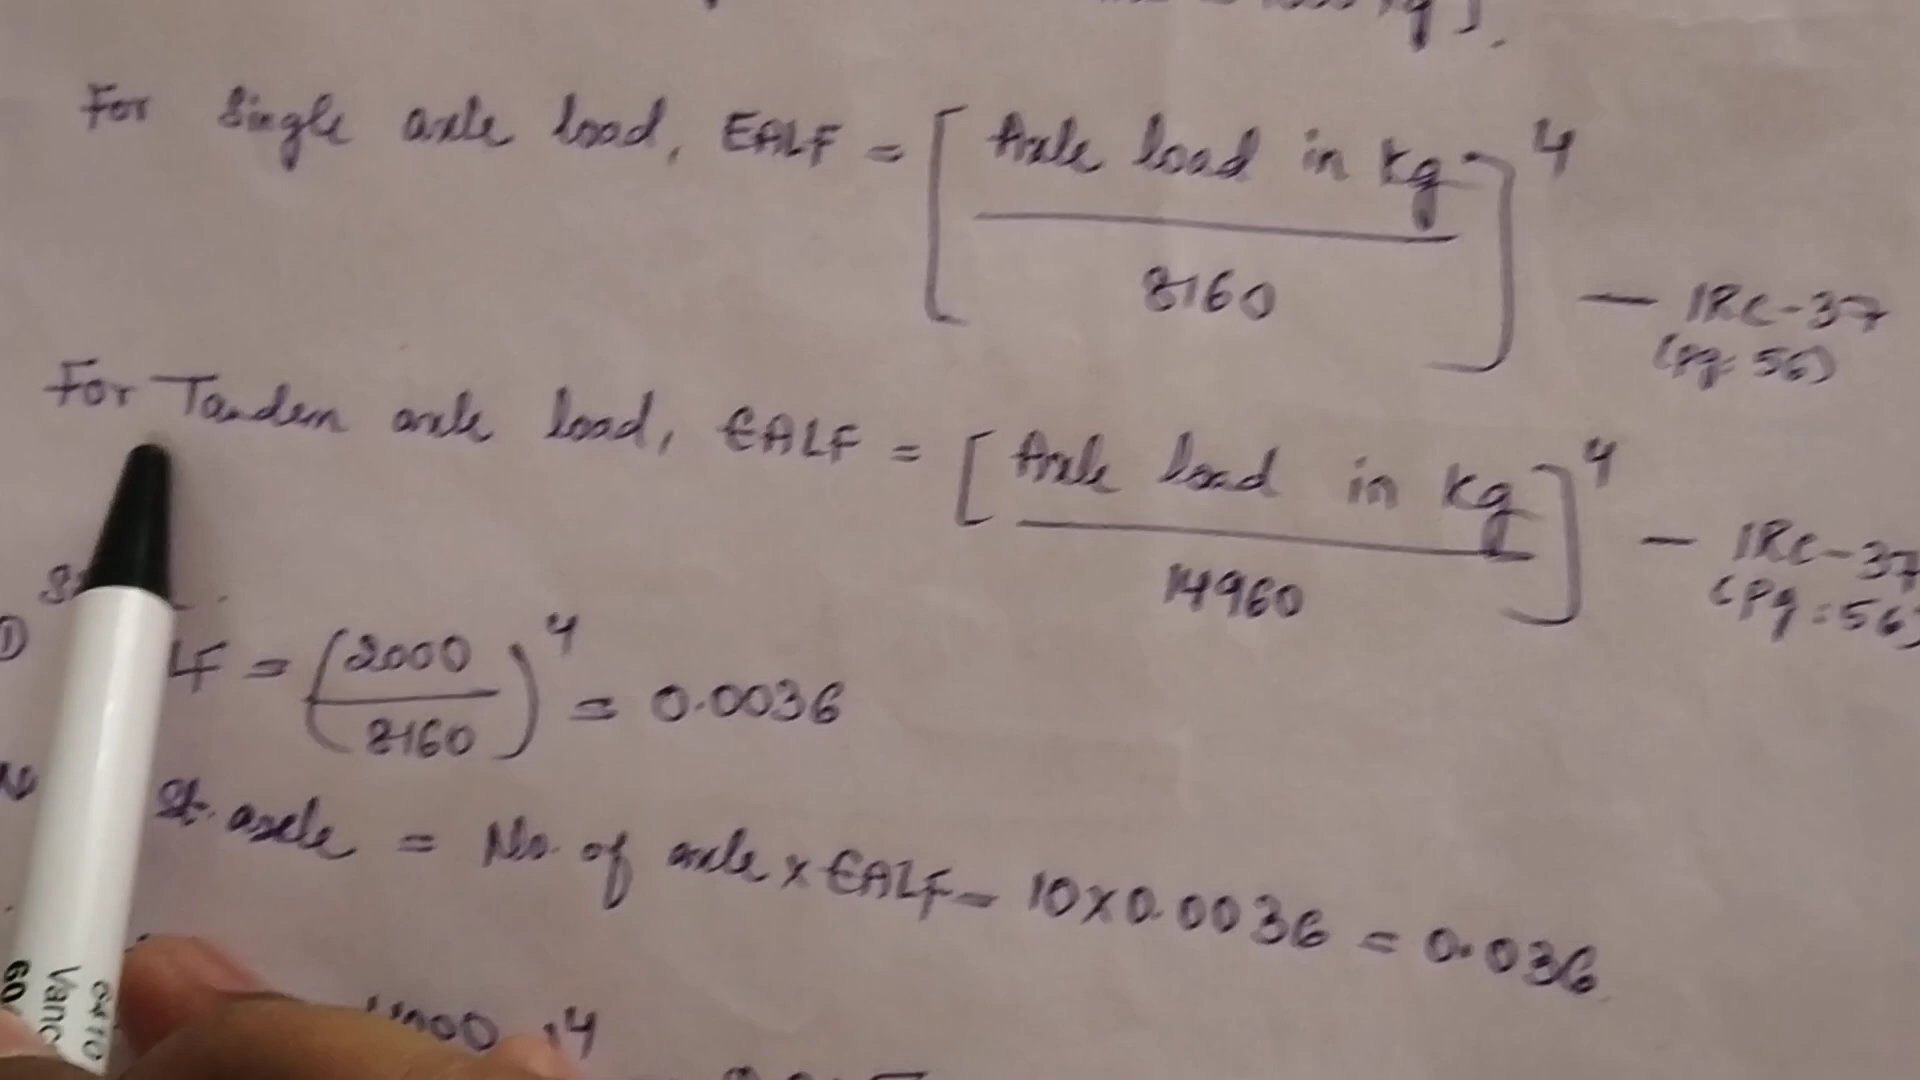 For Single axle load, EALF = [ Axle load in kg / 8160 ]^4 — IRC-37 (pg: 56)
For Tandem axle load, EALF = [ Axle load in kg / 14960 ]^4 — IRC-37 (Pg: 56)
LF = (2000 / 8160)^4 = 0.0036
St. axle = No. of axle x EALF = 10 x 0.0036 = 0.036